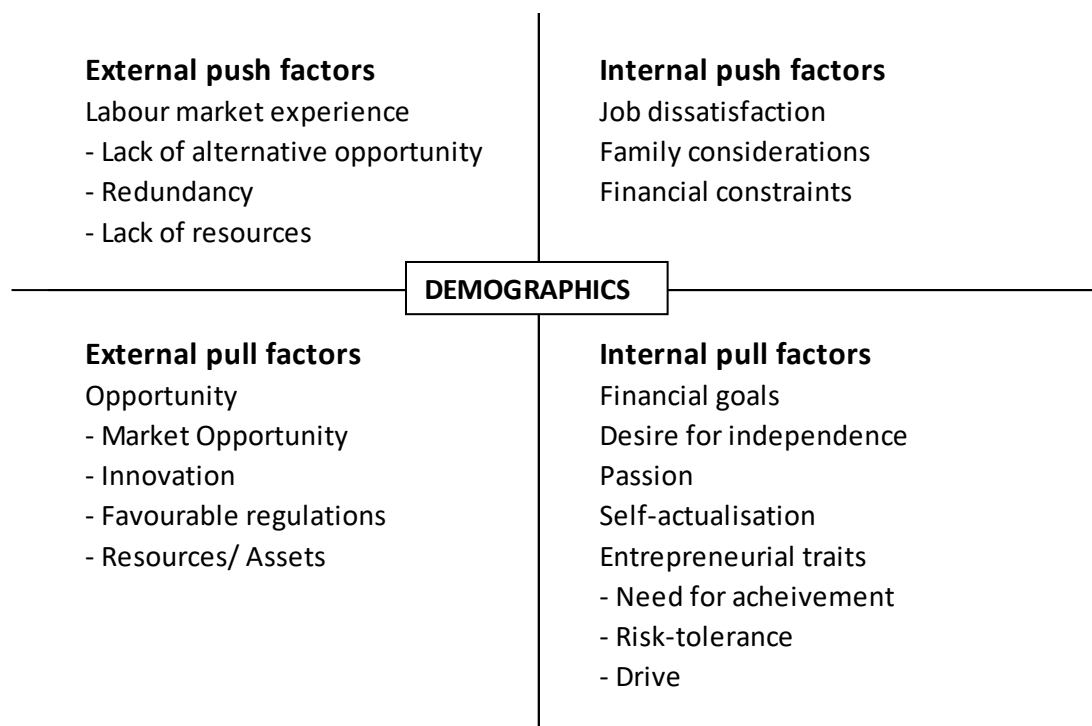 External push factors
Labour market experience
- Lack of alternative opportunity
- Redundancy
- Lack of resources
Internal push factors
Job dissatisfaction
Family considerations
Financial constraints
DEMOGRAPHICS
External pull factors
Opportunity
- Market Opportunity
- Innovation
- Favourable regulations
- Resources/ Assets
Internal pull factors
Financial goals
Desire for independence
Passion
Self-actualisation
Entrepreneurial traits
- Need for acheivement
- Risk-tolerance
- Drive